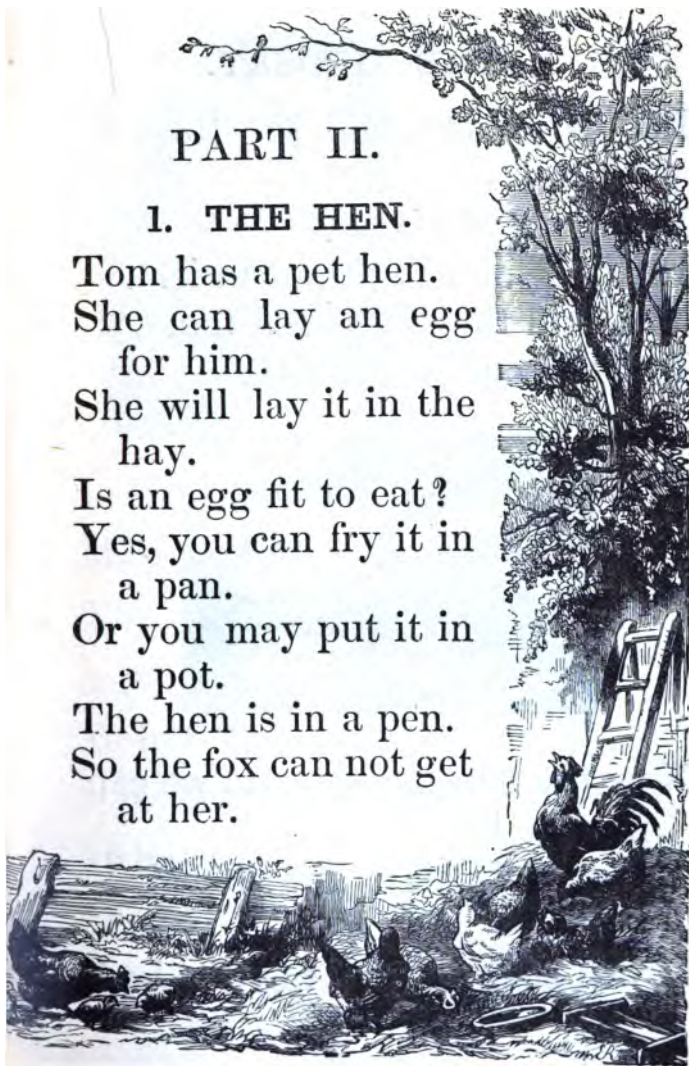 PART II.
1. THE HEN.
Tom has a pet hen.
She can lay an egg
for him.
She will lay it in the
hay.
Is an egg fit to eat?
Yes, you can fry it in
a pan.
Or you may put it in
a pot.
The hen is in a pen.
So the fox can not get
at her.